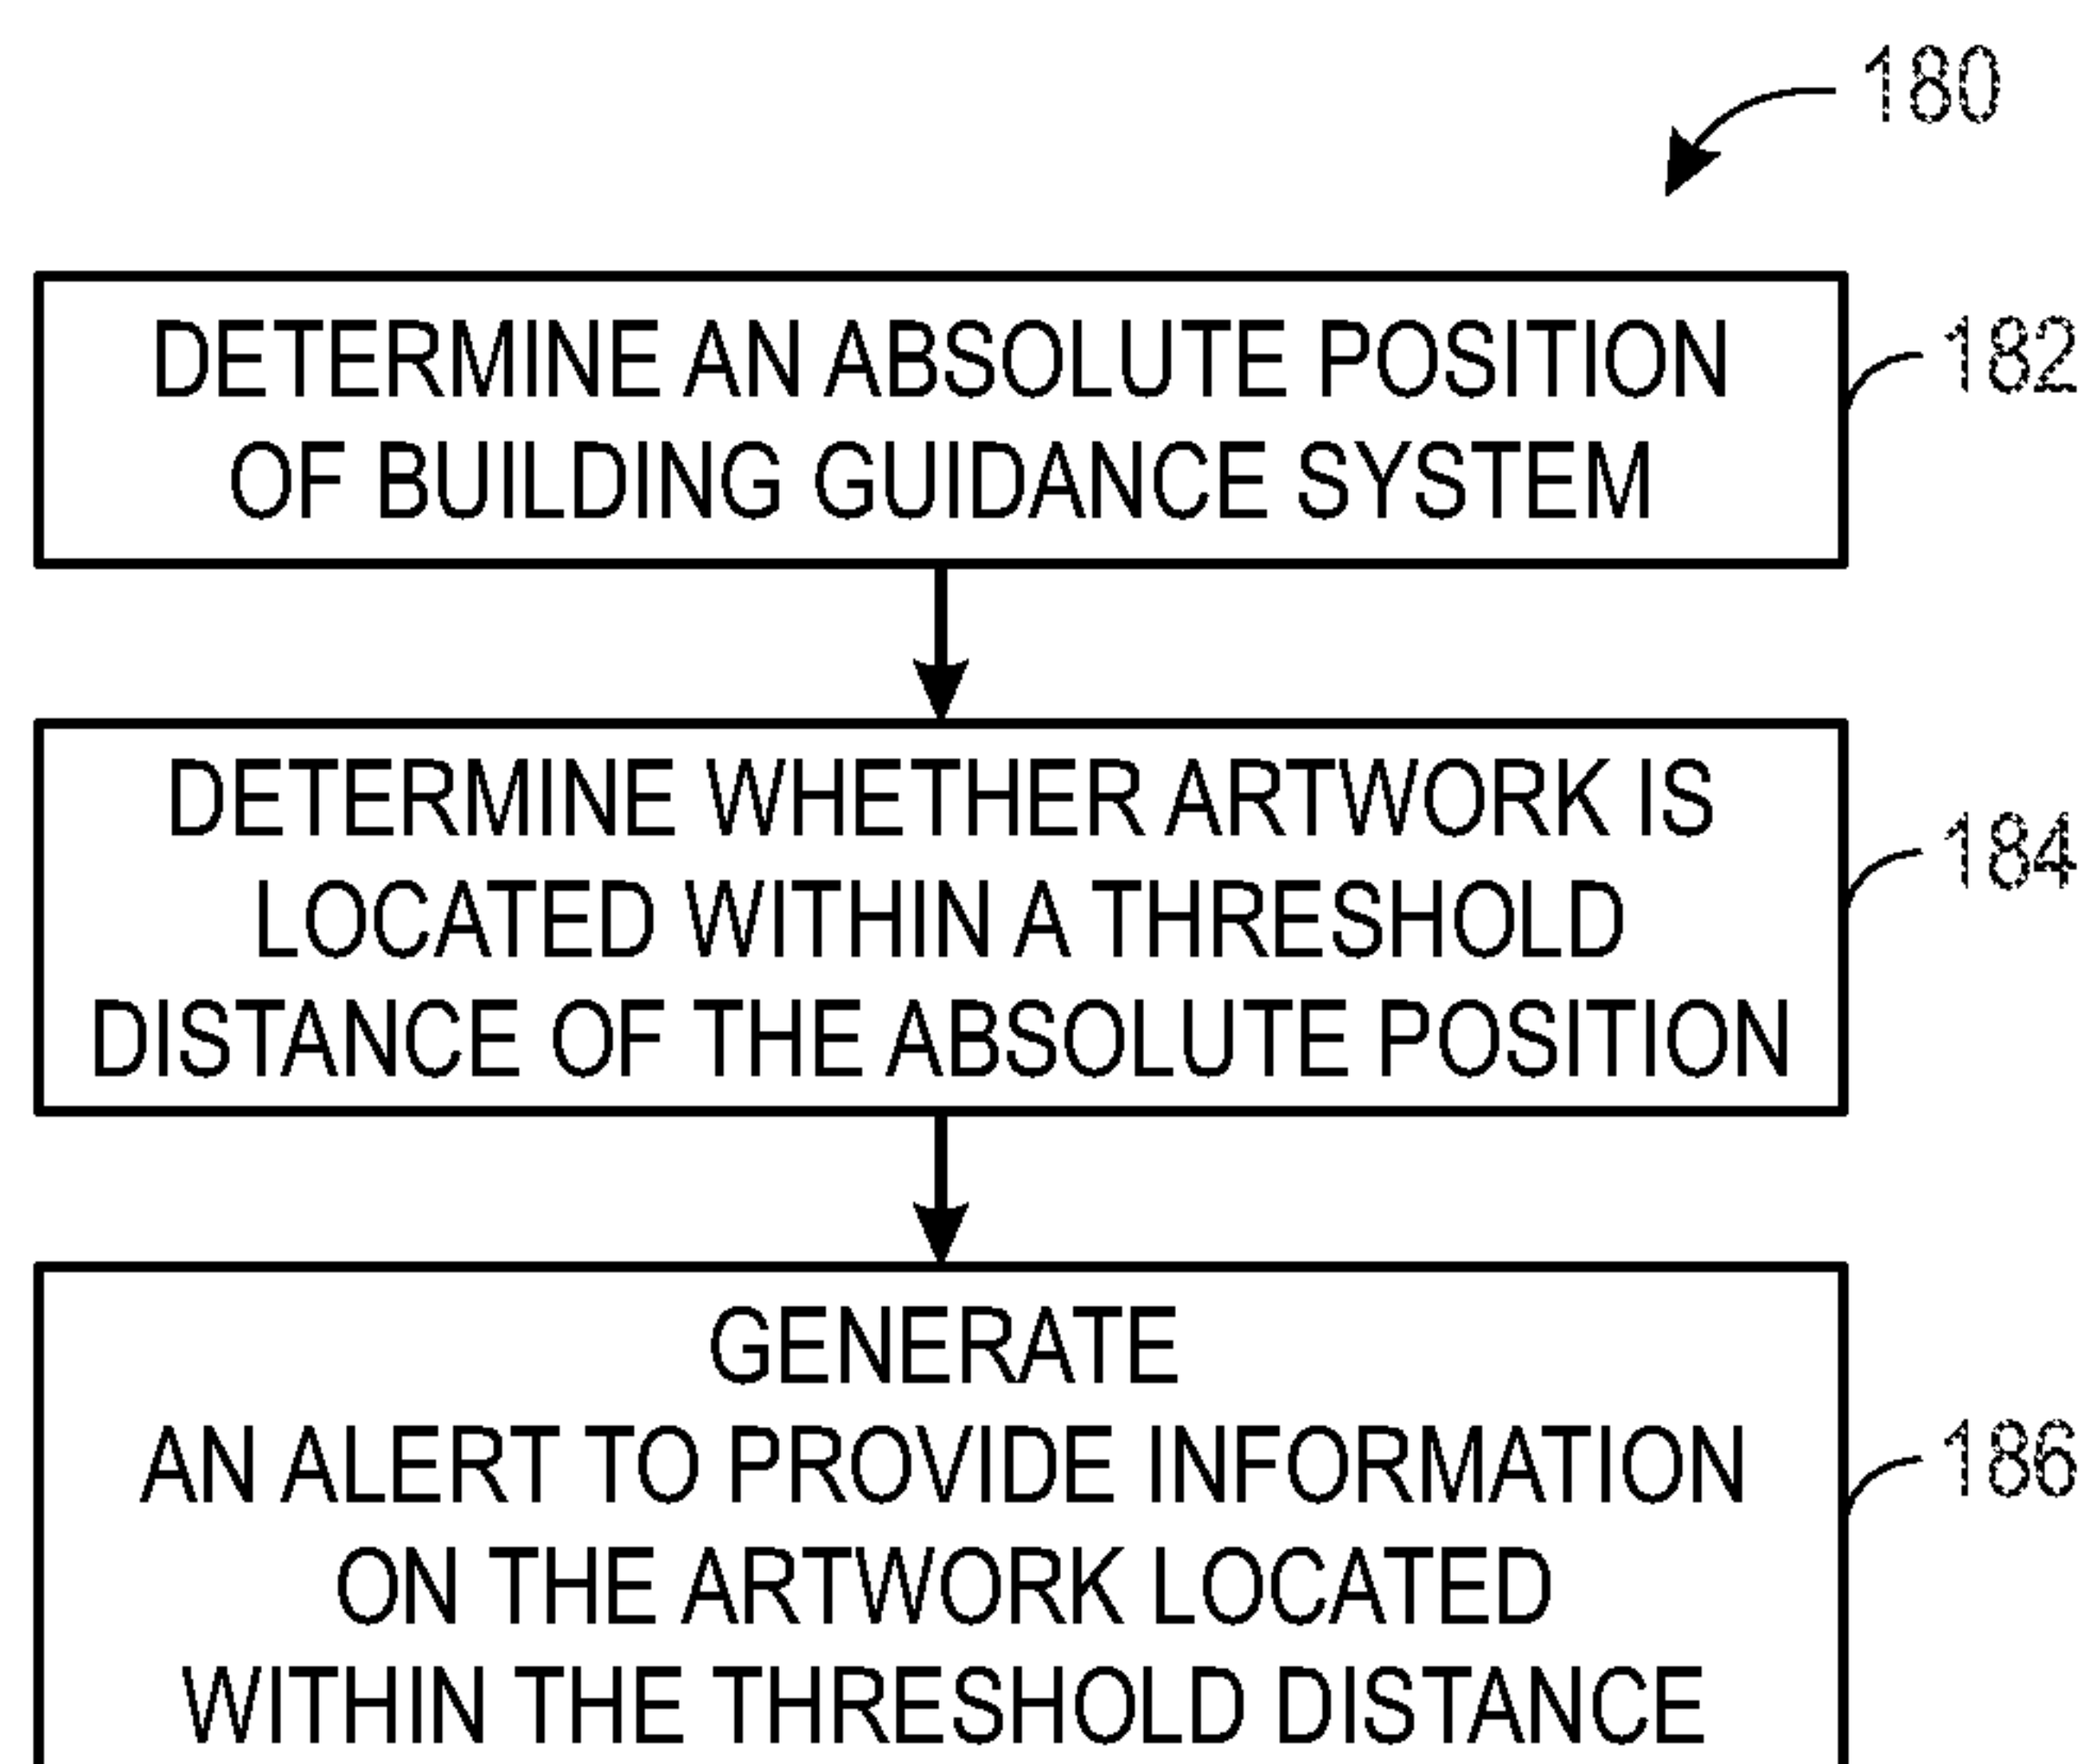 180
DETERMINE AN ABSOLUTE POSITION
OF BUILDING GUIDANCE SYSTEM
182
DETERMINE WHETHER ARTWORK IS
LOCATED WITHIN A THRESHOLD
DISTANCE OF THE ABSOLUTE POSITION
184
GENERATE
AN ALERT TO PROVIDE INFORMATION
ON THE ARTWORK LOCATED
WITHIN THE THRESHOLD DISTANCE
186